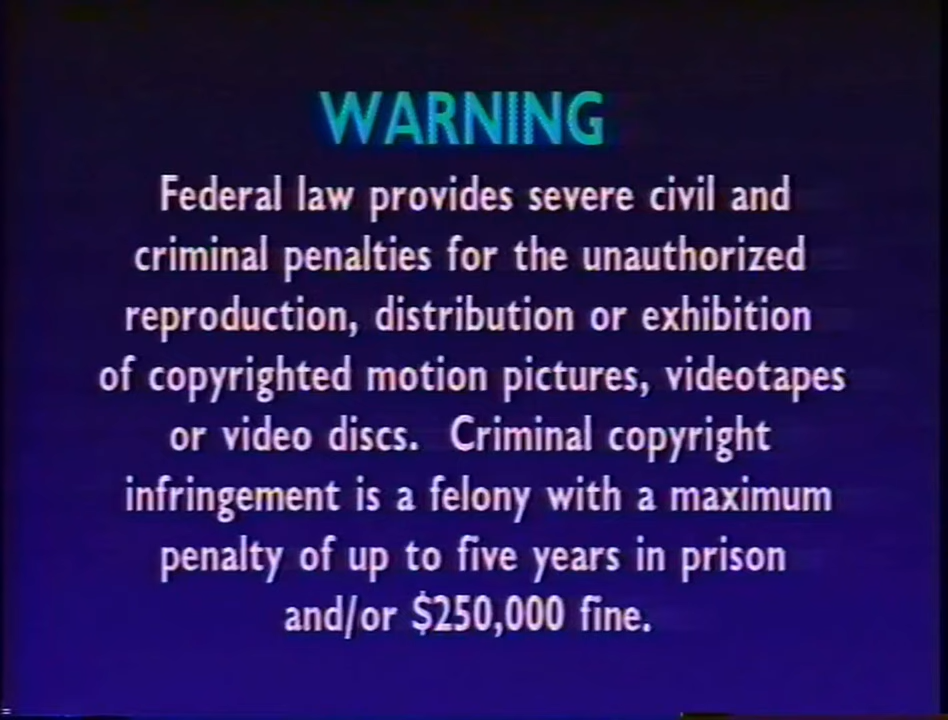 WARNING
Federal law provides severe civil and
criminal penalties for the unauthorized
reproduction, distribution or exhibition
of copyrighted motion pictures, videotapes
or video discs. Criminal copyright
infringement is a felony with a maximum
penalty of up to five years in prison
and/or $250,000 fine.